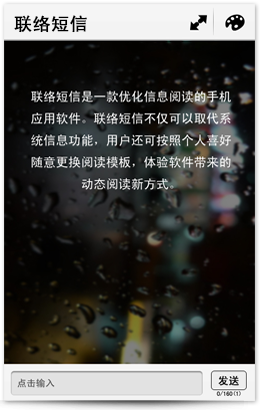 联络短信
联络短信是一款优化信息阅读的手机
应用软件。联络短信不仅可以取代系
统信息功能，用户还可按照个人喜好
随意更换阅读模板，体验软件带来的
动态阅读新方式。
点击输入
发送
0/160(1)